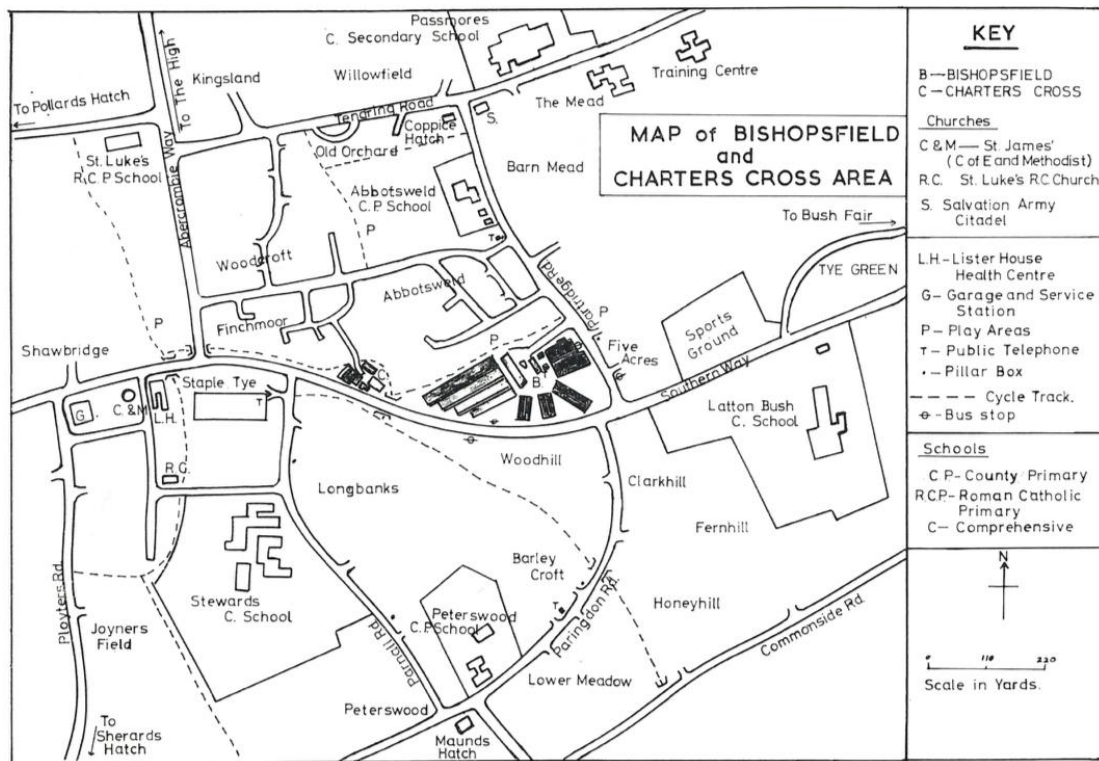 Passmores
C. Secondary School
To The High
Kingsland
Willowfield
Training Centre
To Pollards Hatch
Tendring Road
The Mead
S.
Coppice
Hatch
Old Orchard
St. Luke's
R.C.P School
Abercrombie Way
Abbotsweld
C.P. School
Barn Mead
MAP of BISHOPSFIELD
and
CHARTERS CROSS AREA
To Bush Fair
P
T
Woodcroft
Abbotsweld
Partridge Rd.
TYE GREEN
Finchmoor
P
P
P
Sports
Ground
Shawbridge
Five
Acres
Staple Tye
C
B
Southern Way
G.
C. & M.
L.H.
T
Latton Bush
C. School
R.C.
Woodhill
Longbanks
Clarkhill
Fernhill
Barley
Croft
Stewards
C. School
Peterswood
C.P. School
T
Paringdon Rd.
Honeyhill
Ployters Rd.
Joyners
Field
Parnall Rd.
Commonside Rd.
Lower Meadow
Peterswood
To
Sherards
Hatch
Maunds
Hatch
KEY
B—BISHOPSFIELD
C—CHARTERS CROSS
Churches
C & M— St. James'
(C of E and Methodist)
R.C. St. Luke's R.C Church
S. Salvation Army
Citadel
L.H.-Lister House
Health Centre
G- Garage and Service
Station
P- Play Areas
T- Public Telephone
• - Pillar Box
----- Cycle Track.
Bus stop
Schools
C P- County Primary
R.C.P.- Roman Catholic
Primary
C— Comprehensive
N
0 110 220
Scale in Yards.